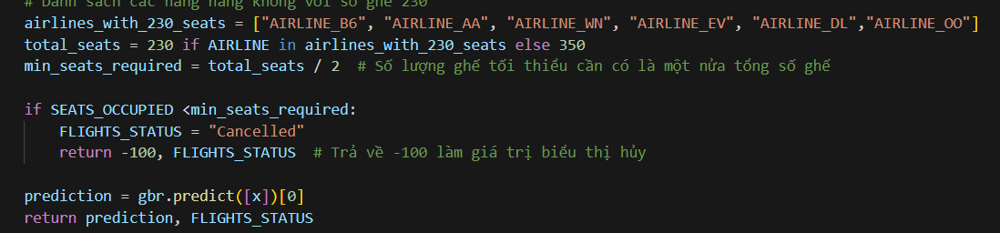 # Danh sách các hãng hàng không với số ghế 230
airlines_with_230_seats = ["AIRLINE_B6", "AIRLINE_AA", "AIRLINE_WN", "AIRLINE_EV", "AIRLINE_DL","AIRLINE_OO"]
total_seats = 230 if AIRLINE in airlines_with_230_seats else 350
min_seats_required = total_seats / 2  # Số lượng ghế tối thiểu cần có là một nửa tổng số ghế
if SEATS_OCCUPIED <min_seats_required:
FLIGHTS_STATUS = "Cancelled"
return -100, FLIGHTS_STATUS  # Trả về -100 làm giá trị biểu thị hủy
prediction = gbr.predict([x])[0]
return prediction, FLIGHTS_STATUS